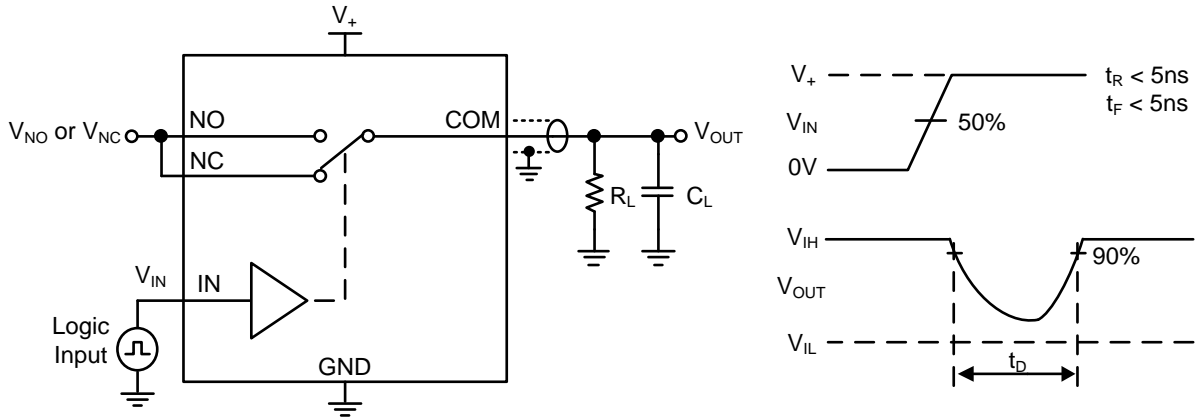 V+
VNO or VNC
NO
NC
COM
VOUT
RL
CL
VIN
IN
Logic
Input
GND
V+
VIN
0V
50%
tR < 5ns
tF < 5ns
VIH
VOUT
VIL
90%
tD